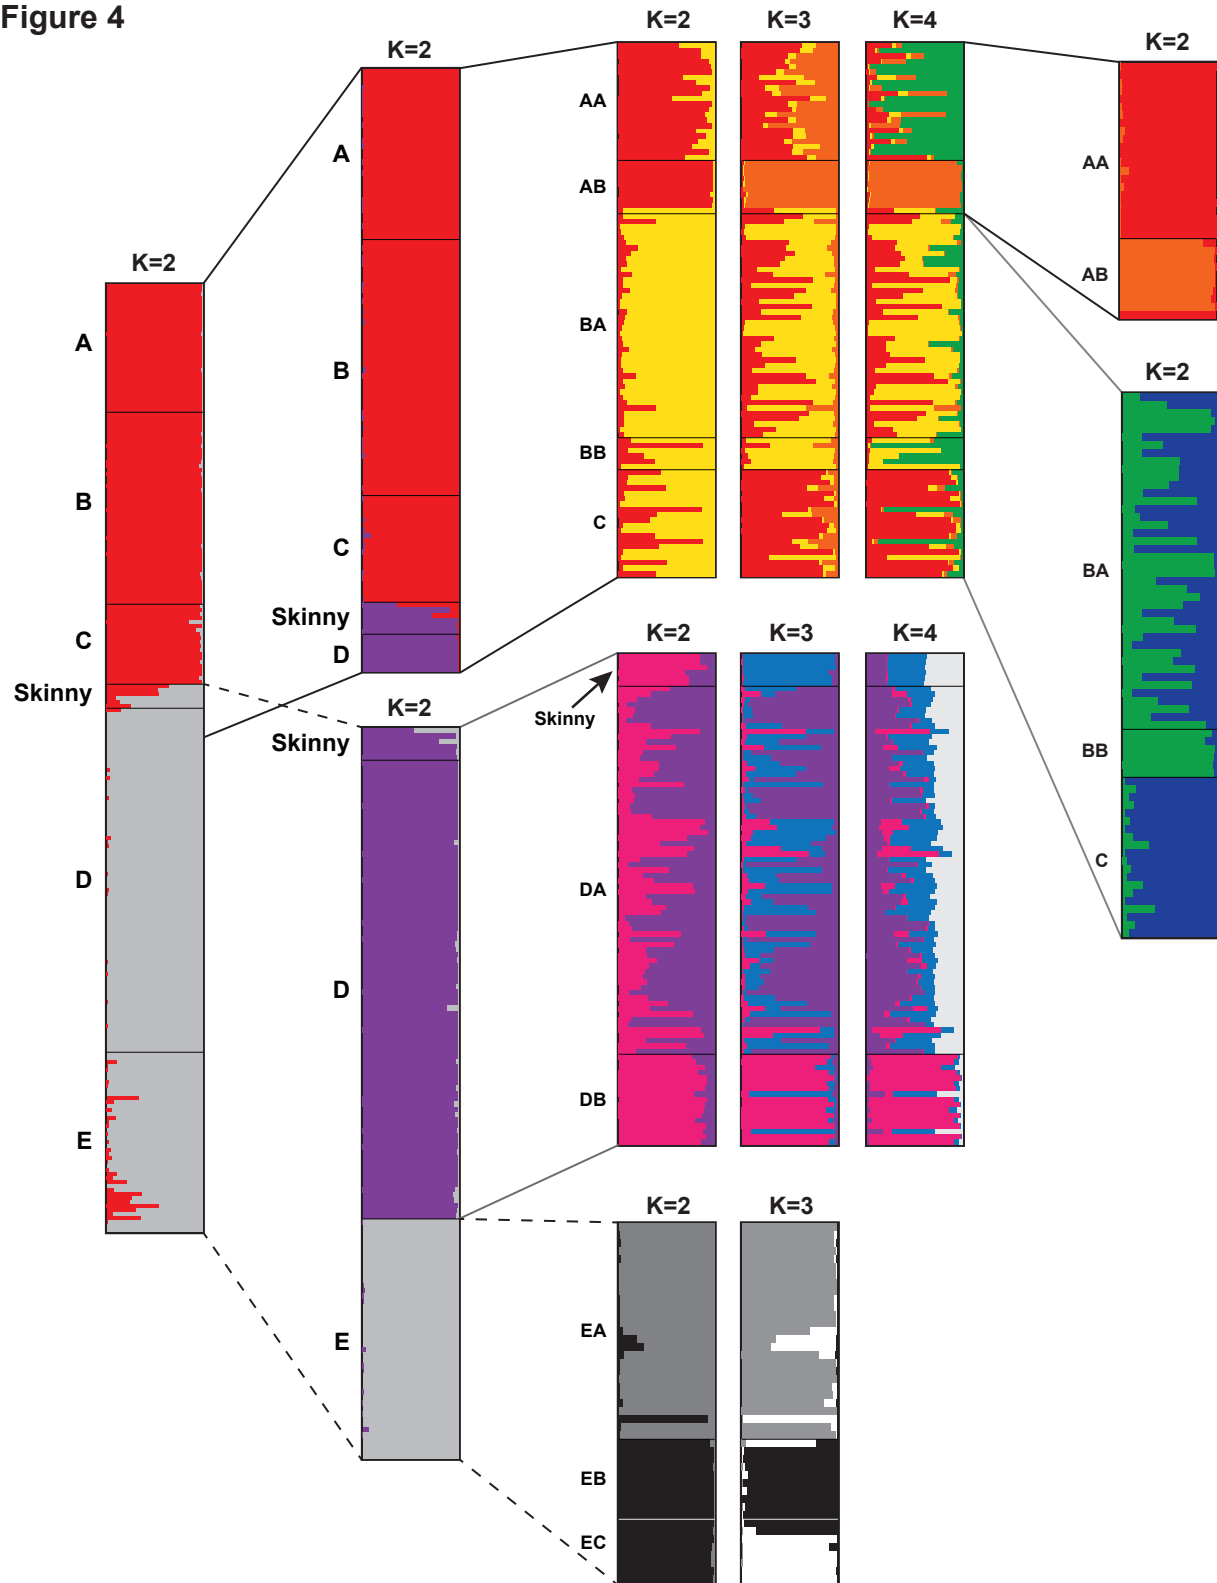 Figure 4
K=2
A
B
C
Skinny
D
E
K=2
A
B
C
Skinny
D
K=2
Skinny
D
E
K=2 K=3 K=4
AA
AB
BA
BB
C
K=2 K=3 K=4
Skinny
DA
DB
K=2 K=3
EA
EB
EC
K=2
AA
AB
K=2
BA
BB
C